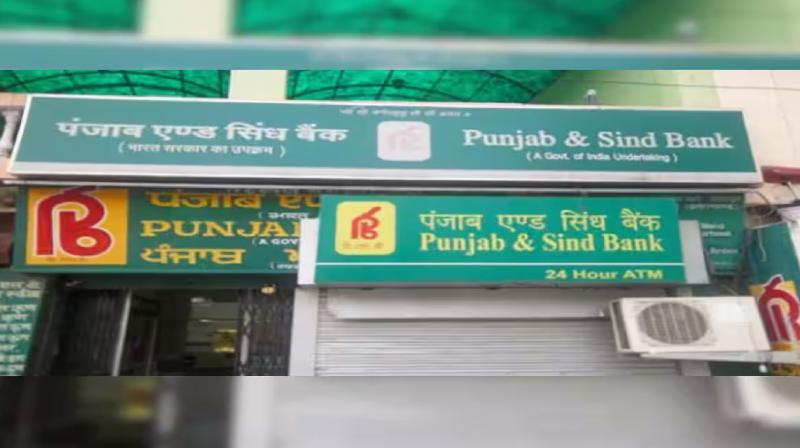 पंजाब एण्ड सिंध बैंक
( भारत सरकार का उपक्रम )
Punjab & Sind Bank
( A Govt. of India Undertaking )
पंजाब
PUNJA
( A GOV
ਪੰਜਾਬ
पंजाब एण्ड सिंध बैंक
Punjab & Sind Bank
24 Hour ATM